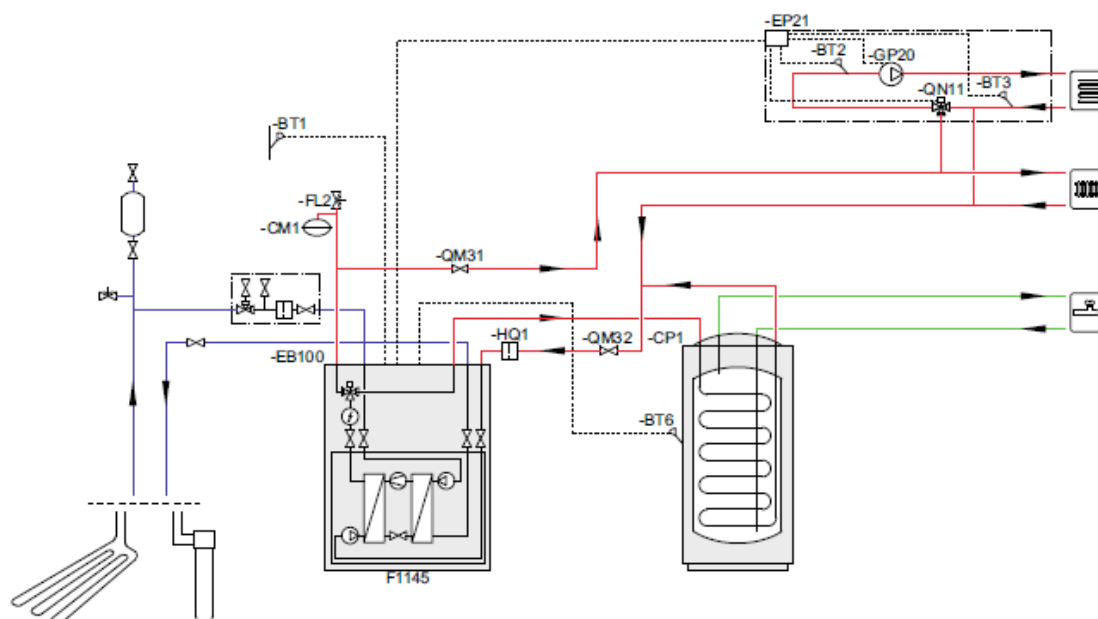 -EP21
-BT2
-GP20
-BT3
-QN11
-BT1
-FL2
-CM1
-QM31
-HQ1
-QM32
-CP1
-EB100
-BT6
F1145